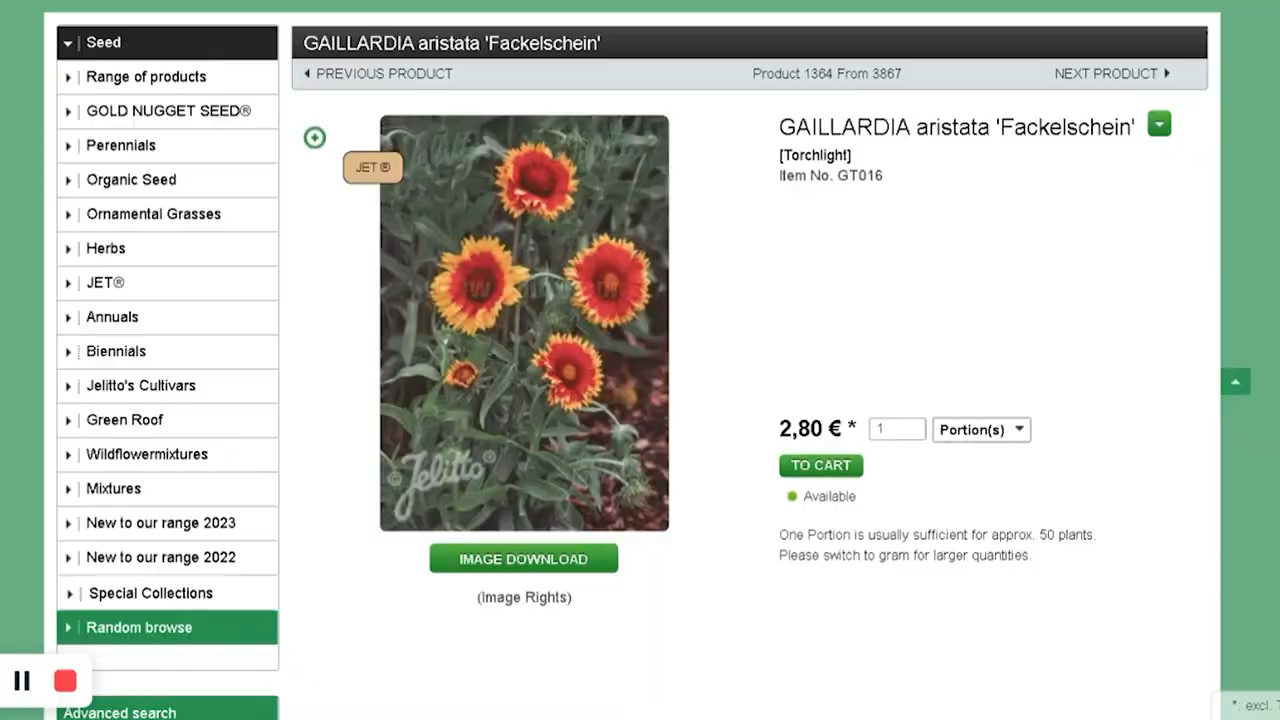 Seed
Range of products
GOLD NUGGET SEED®
Perennials
Organic Seed
Ornamental Grasses
Herbs
JET®
Annuals
Biennials
Jelitto's Cultivars
Green Roof
Wildflowermixtures
Mixtures
New to our range 2023
New to our range 2022
Special Collections
Random browse
Advanced search
GAILLARDIA aristata 'Fackelschein'
PREVIOUS PRODUCT
Product 1364 From 3867
NEXT PRODUCT
JET ®
©Jelitto®
IMAGE DOWNLOAD
(Image Rights)
GAILLARDIA aristata 'Fackelschein'
[Torchlight]
Item No. GT016
2,80 € * 1 Portion(s)
TO CART
Available
One Portion is usually sufficient for approx. 50 plants.
Please switch to gram for larger quantities.
*: excl.